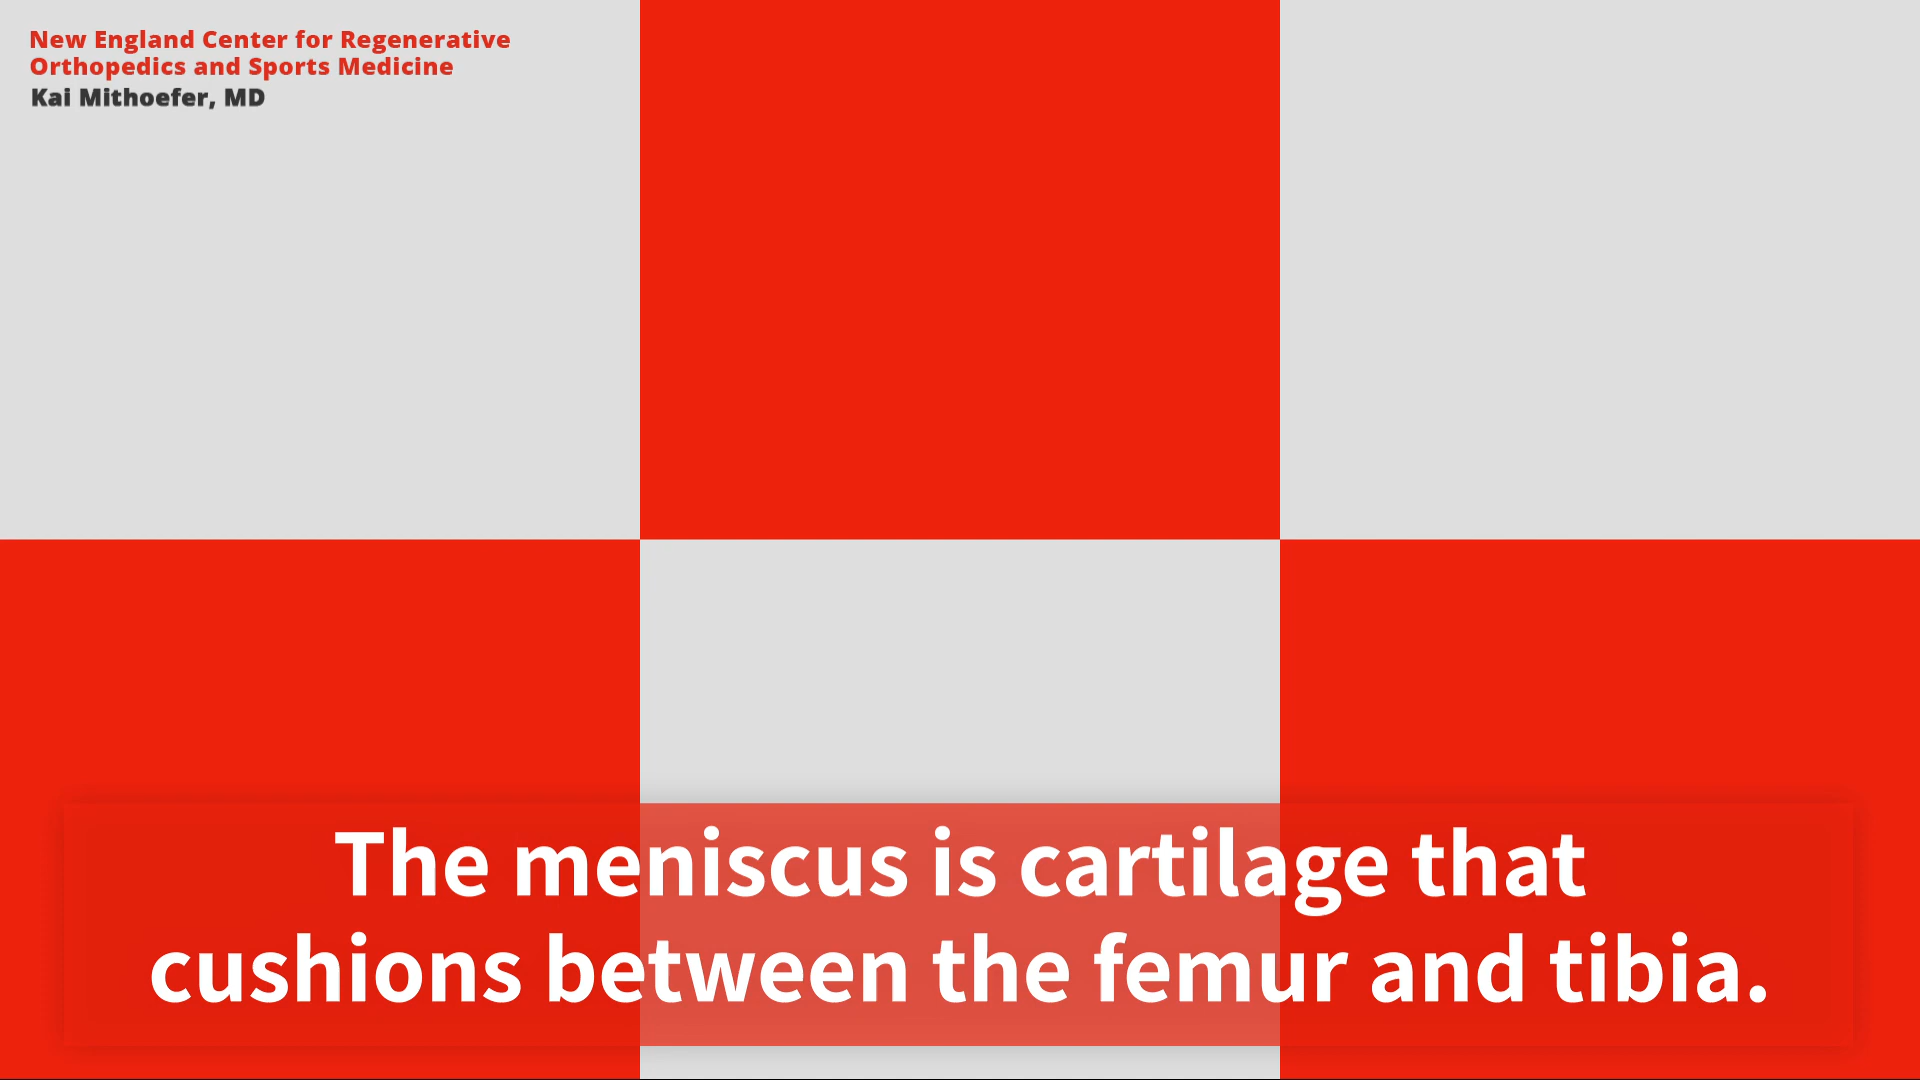 New England Center for Regenerative
Orthopedics and Sports Medicine
Kai Mithoefer, MD
The meniscus is cartilage that
cushions between the femur and tibia.